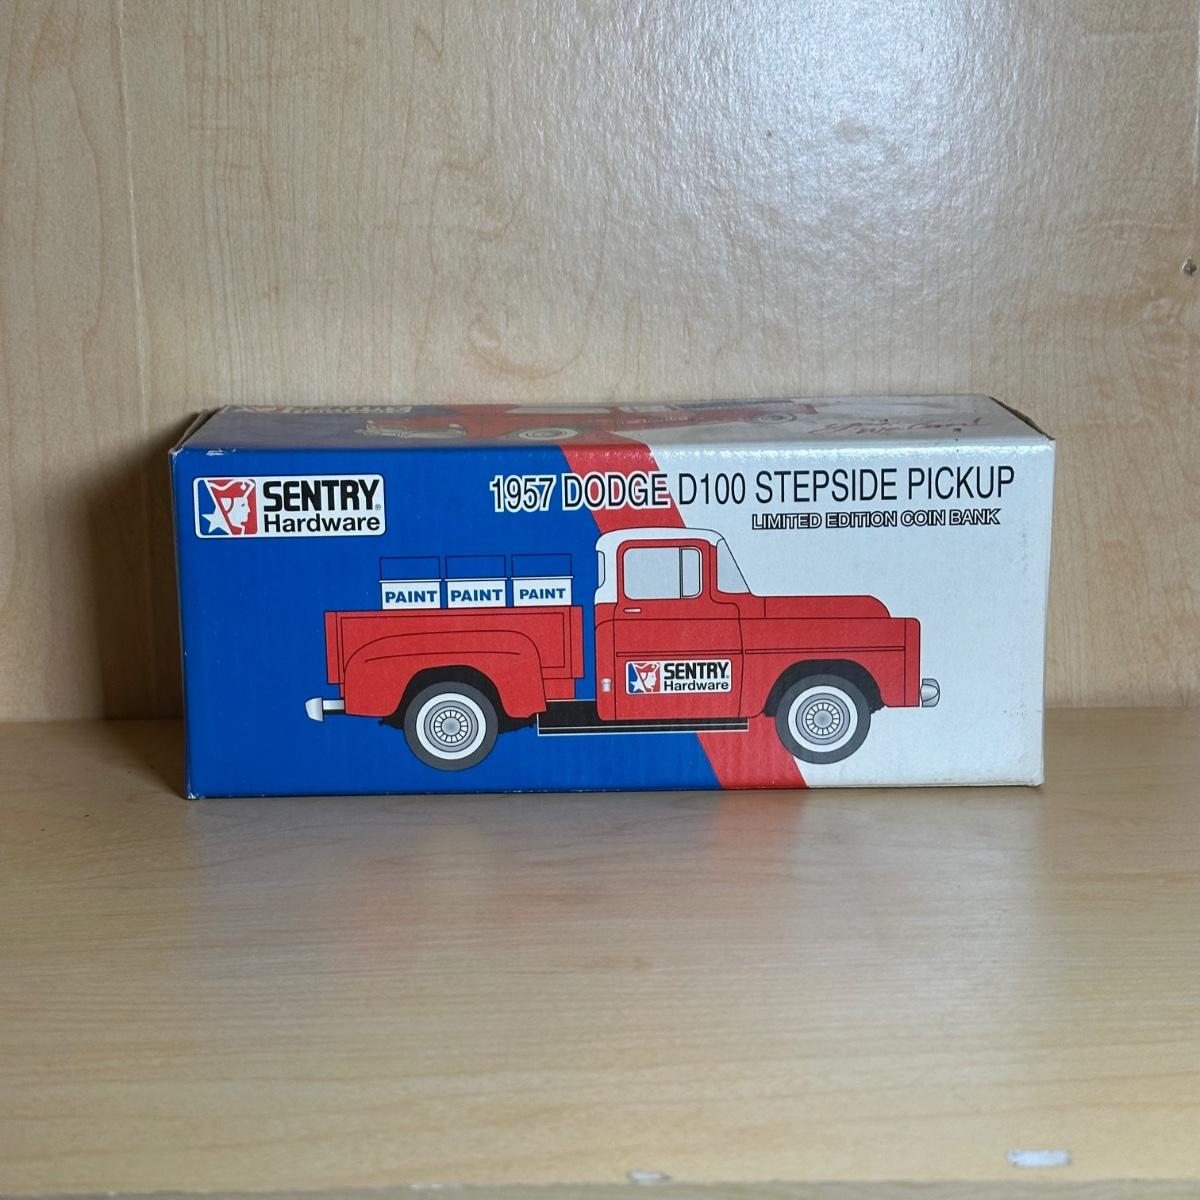 SENTRY®
Hardware
1957 DODGE D100 STEPSIDE PICKUP
LIMITED EDITION COIN BANK
PAINT PAINT PAINT
SENTRY®
Hardware